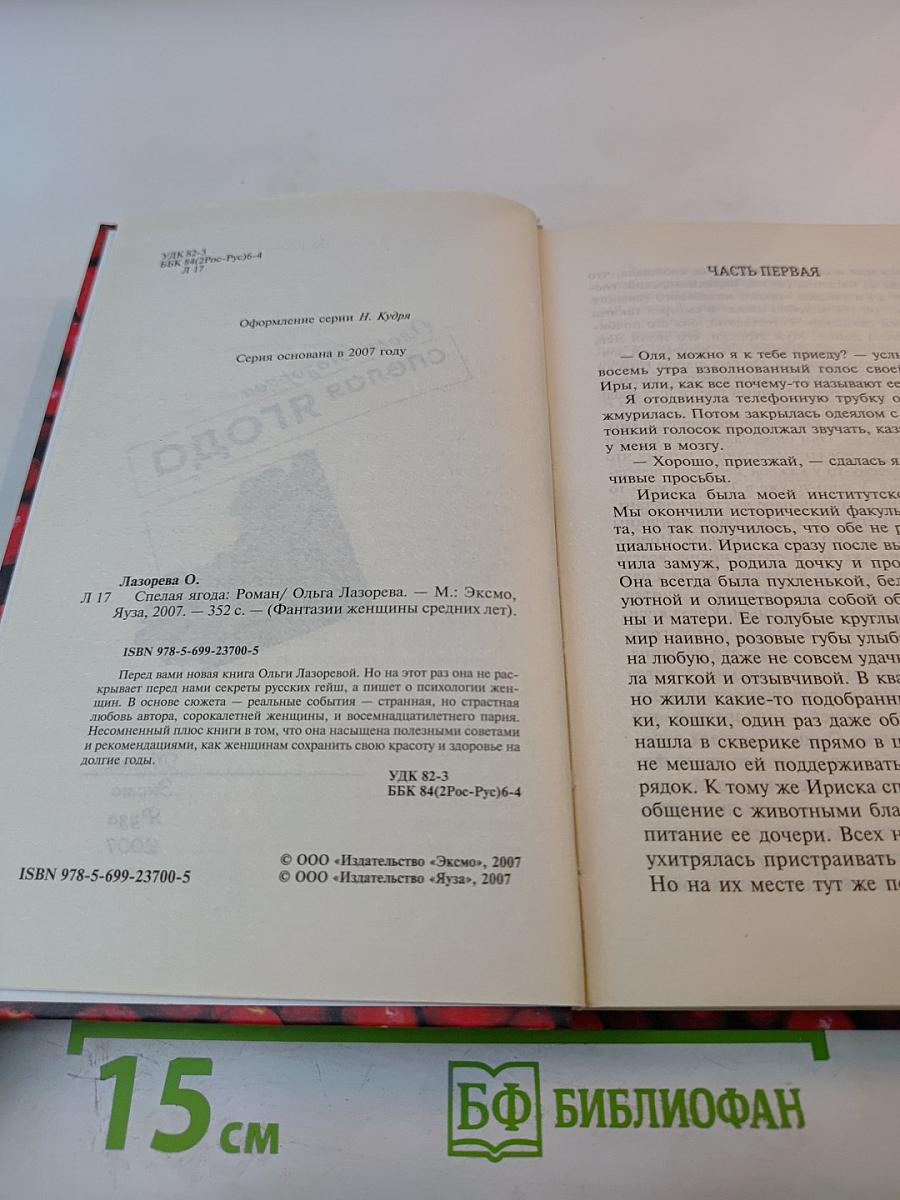 УДК 82-3
ББК 84(2Рос-Рус)6-4
Л 17
Оформление серии Н. Кудря
Серия основана в 2007 году
Лазорева О.
Л 17 Спелая ягода: Роман/ Ольга Лазорева. — М.: Эксмо,
Яуза, 2007. — 352 с. — (Фантазии женщины средних лет).
ISBN 978-5-699-23700-5
Перед вами новая книга Ольги Лазоревой. Но на этот раз она не рас-
крывает перед нами секреты русских гейш, а пишет о психологии жен-
щин. В основе сюжета — реальные события — странная, но страстная
любовь автора, сорокалетней женщины, и восемнадцатилетнего парня.
Несомненный плюс книги в том, что она насыщена полезными советами
и рекомендациями, как женщинам сохранить свою красоту и здоровье на
долгие годы.
УДК 82-3
ББК 84(2Рос-Рус)6-4
© ООО «Издательство «Эксмо», 2007
ISBN 978-5-699-23700-5 © ООО «Издательство «Яуза», 2007
ЧАСТЬ ПЕРВАЯ
— Оля, можно я к тебе приеду? — усл
восемь утра взволнованный голос свое
Иры, или, как все почему-то называют ее
Я отодвинула телефонную трубку о
жмурилась. Потом закрылась одеялом с
тонкий голосок продолжал звучать, каз
у меня в мозгу.
— Хорошо, приезжай, — сдалась я
чивые просьбы.
Ириска была моей институтско
Мы окончили исторический факуль
та, но так получилось, что обе не р
циальности. Ириска сразу после вы
чила замуж, родила дочку и про
Она всегда была пухленькой, бел
уютной и олицетворяла собой об
ны и матери. Ее голубые круглы
мир наивно, розовые губы улыб
на любую, даже не совсем удач
ла мягкой и отзывчивой. В ква
но жили какие-то подобранн
ки, кошки, один раз даже об
нашла в скверике прямо в ц
не мешало ей поддерживать
рядок. К тому же Ириска сп
общение с животными бла
питание ее дочери. Всех н
ухитрялась пристраивать
Но на их месте тут же п
15 см
БФ БИБЛИОФАН